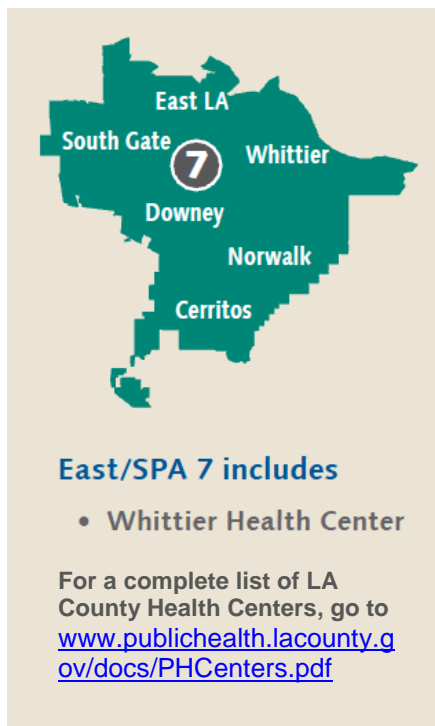 East LA
South Gate
7
Whittier
Downey
Norwalk
Cerritos
East/SPA 7 includes
• Whittier Health Center
For a complete list of LA
County Health Centers, go to
www.publichealth.lacounty.g
ov/docs/PHCenters.pdf